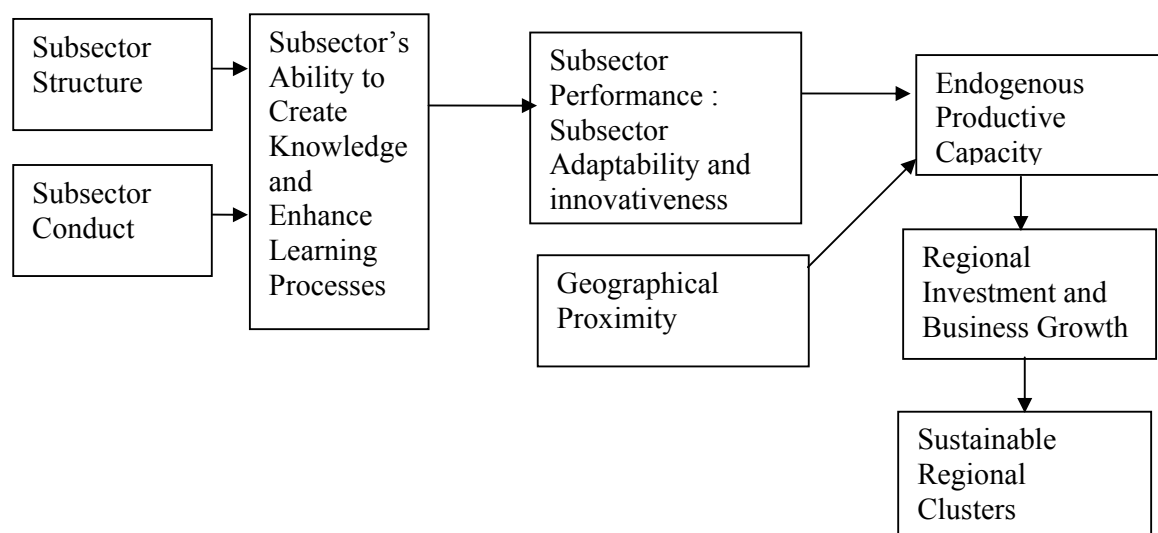 Subsector
Structure
Subsector
Conduct
Subsector’s
Ability to
Create
Knowledge
and
Enhance
Learning
Processes
Subsector
Performance :
Subsector
Adaptability and
innovativeness
Geographical
Proximity
Endogenous
Productive
Capacity
Regional
Investment and
Business Growth
Sustainable
Regional
Clusters